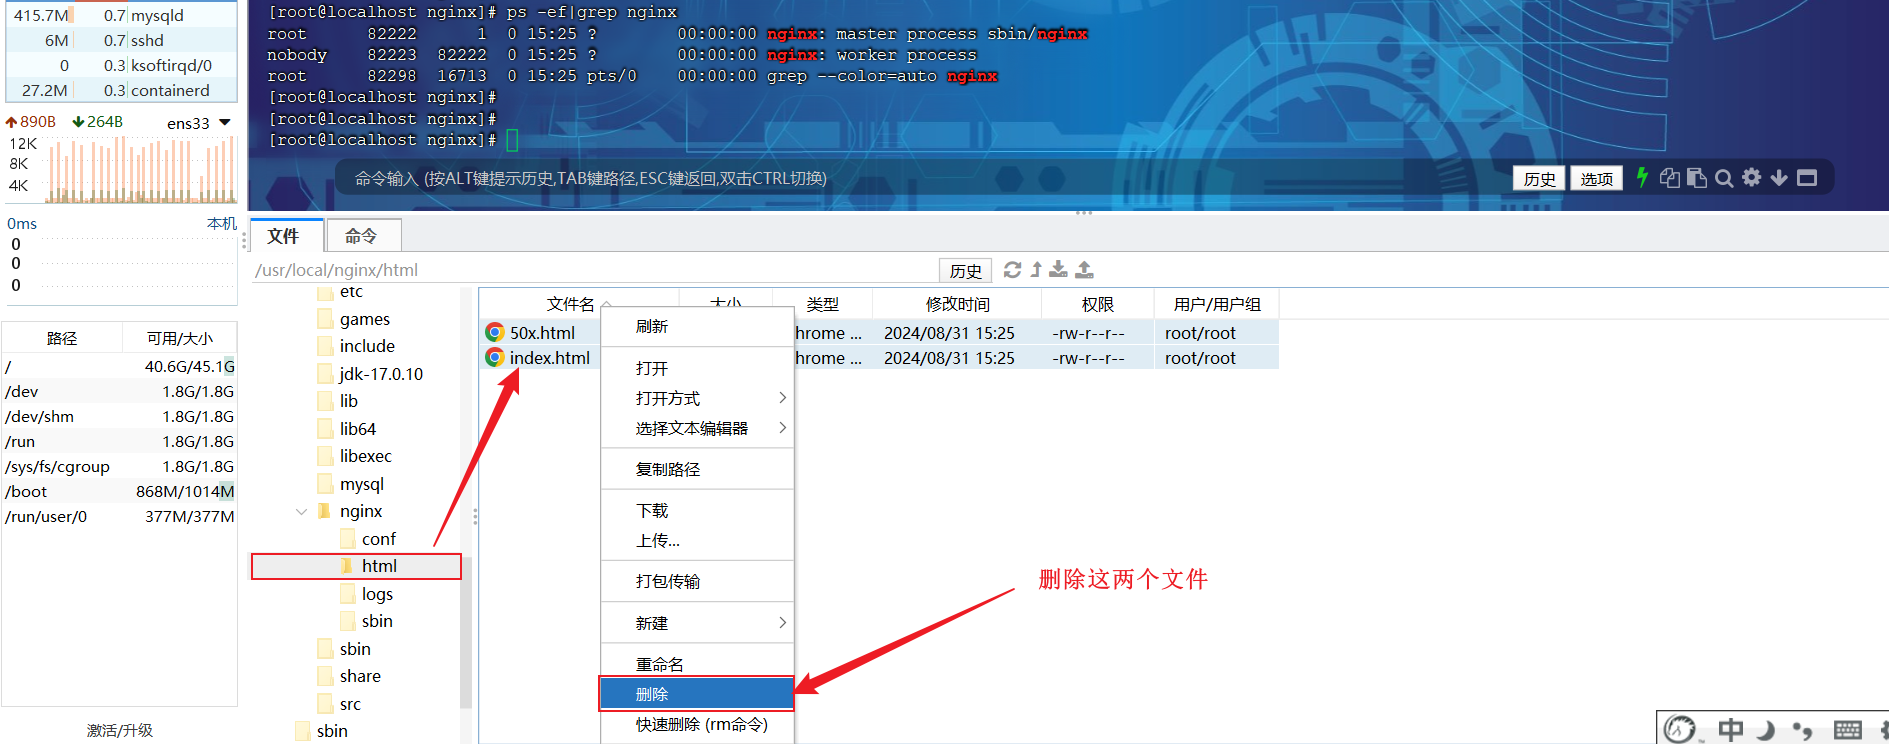 415.7M 0.7 mysqld
6M 0.7 sshd
0 0.3 ksoftirqd/0
27.2M 0.3 containerd
890B 264B ens33
12K
8K
4K
0ms 本机
0
0
0
路径 可用/大小
/ 40.6G/45.1G
/dev 1.8G/1.8G
/dev/shm 1.8G/1.8G
/run 1.8G/1.8G
/sys/fs/cgroup 1.8G/1.8G
/boot 868M/1014M
/run/user/0 377M/377M
激活/升级
[root@localhost nginx]# ps -ef|grep nginx
root 82222 1 0 15:25 ? 00:00:00 nginx: master process sbin/nginx
nobody 82223 82222 0 15:25 ? 00:00:00 nginx: worker process
root 82298 16713 0 15:25 pts/0 00:00:00 grep --color=auto nginx
[root@localhost nginx]#
[root@localhost nginx]#
[root@localhost nginx]#
命令输入 (按ALT键提示历史,TAB键路径,ESC键返回,双击CTRL切换) 历史 选项
文件 命令
/usr/local/nginx/html 历史
etc
games
include
jdk-17.0.10
lib
lib64
libexec
mysql
nginx
conf
html
logs
sbin
sbin
share
src
sbin
文件名 大小 类型 修改时间 权限 用户/用户组
50x.html hrome ... 2024/08/31 15:25 -rw-r--r-- root/root
index.html hrome ... 2024/08/31 15:25 -rw-r--r-- root/root
刷新
打开
打开方式
选择文本编辑器
复制路径
下载
上传...
打包传输
新建
重命名
删除
快速删除 (rm命令)
删除这两个文件
中